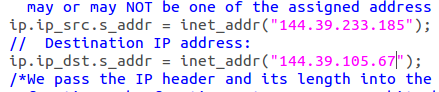 may or may NOT be one of the assigned address
ip.ip_src.s_addr = inet_addr("144.39.233.185");
//  Destination IP address:
ip.ip_dst.s_addr = inet_addr("144.39.105.67");
/*We pass the IP header and its length into the